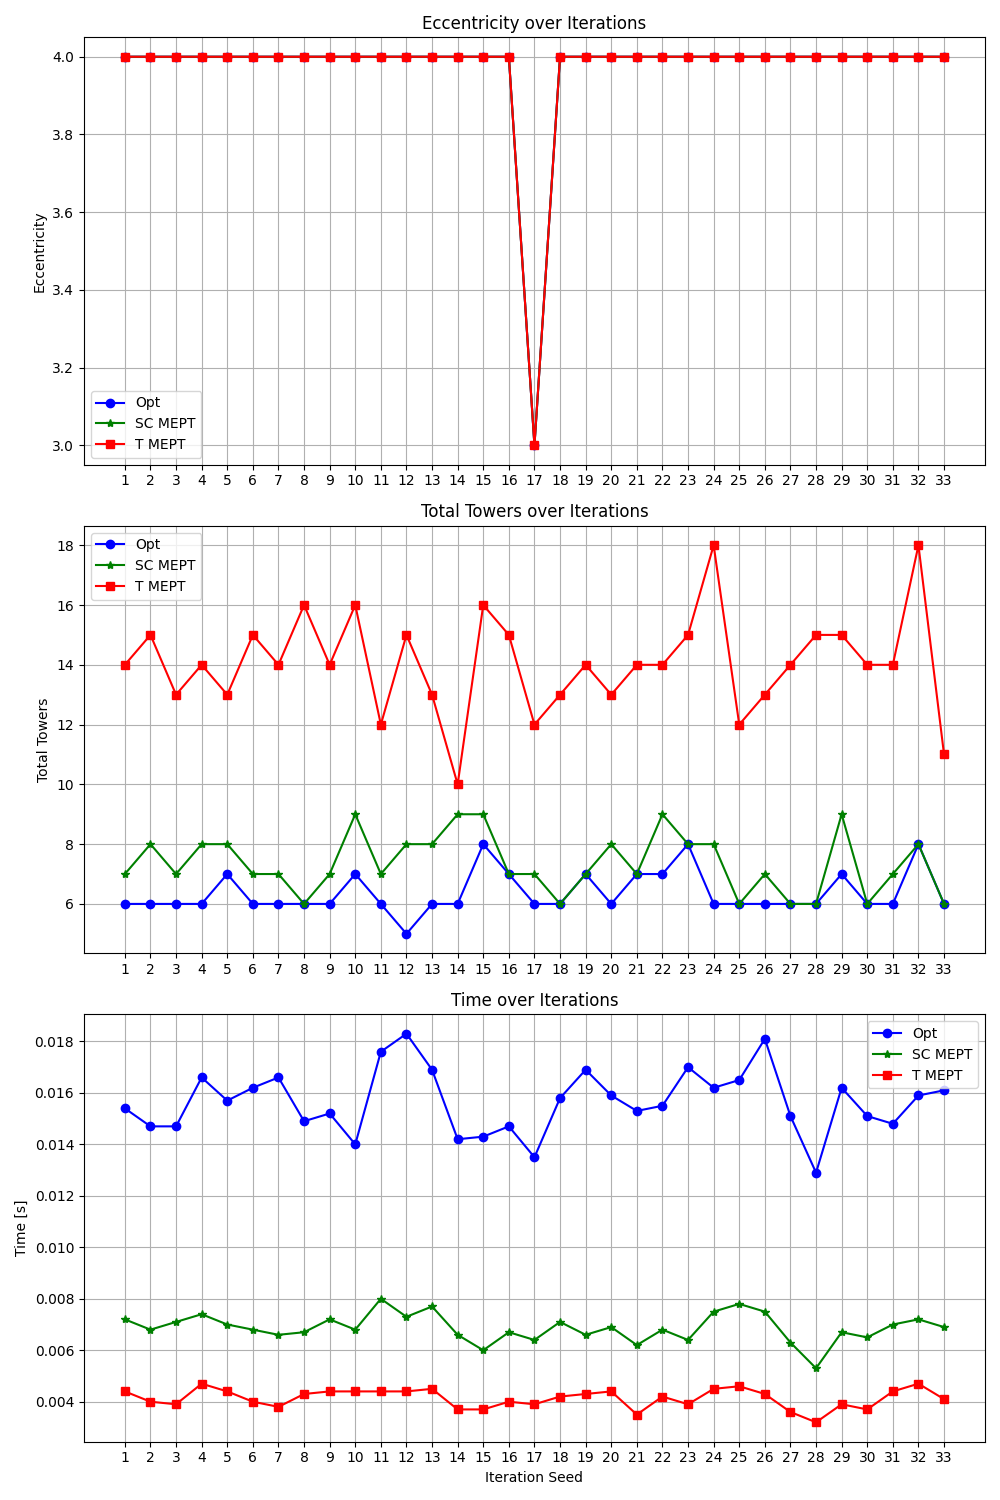 Eccentricity over Iterations
4.0
3.8
3.6
3.4
3.2
3.0
Eccentricity
Opt
SC MEPT
T MEPT
1 2 3 4 5 6 7 8 9 10 11 12 13 14 15 16 17 18 19 20 21 22 23 24 25 26 27 28 29 30 31 32 33
Total Towers over Iterations
18
16
14
12
10
8
6
Total Towers
Opt
SC MEPT
T MEPT
1 2 3 4 5 6 7 8 9 10 11 12 13 14 15 16 17 18 19 20 21 22 23 24 25 26 27 28 29 30 31 32 33
Time over Iterations
0.018
0.016
0.014
0.012
0.010
0.008
0.006
0.004
Time [s]
Opt
SC MEPT
T MEPT
1 2 3 4 5 6 7 8 9 10 11 12 13 14 15 16 17 18 19 20 21 22 23 24 25 26 27 28 29 30 31 32 33
Iteration Seed